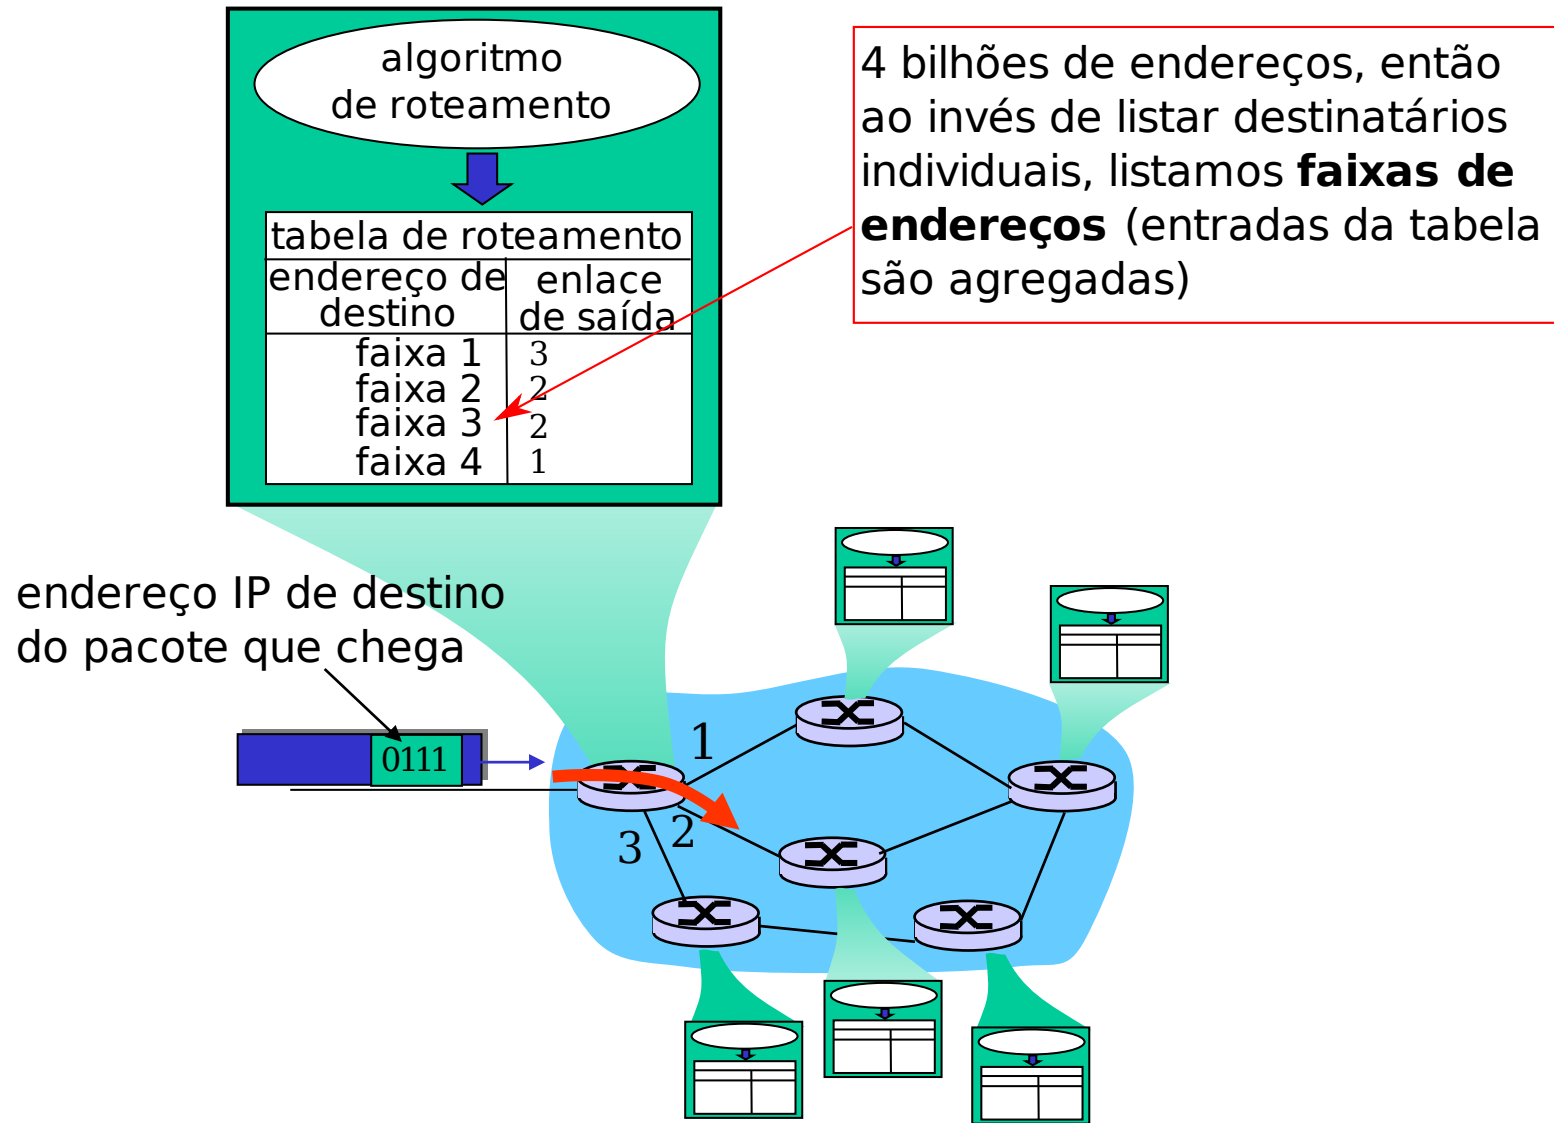 algoritmo
de roteamento
4 bilhões de endereços, então
ao invés de listar destinatários
individuais, listamos faixas de
endereços (entradas da tabela
são agregadas)
tabela de roteamento
endereço de
destino
enlace
de saída
faixa 1 3
faixa 2 2
faixa 3 2
faixa 4 1
endereço IP de destino
do pacote que chega
0111
1
2
3